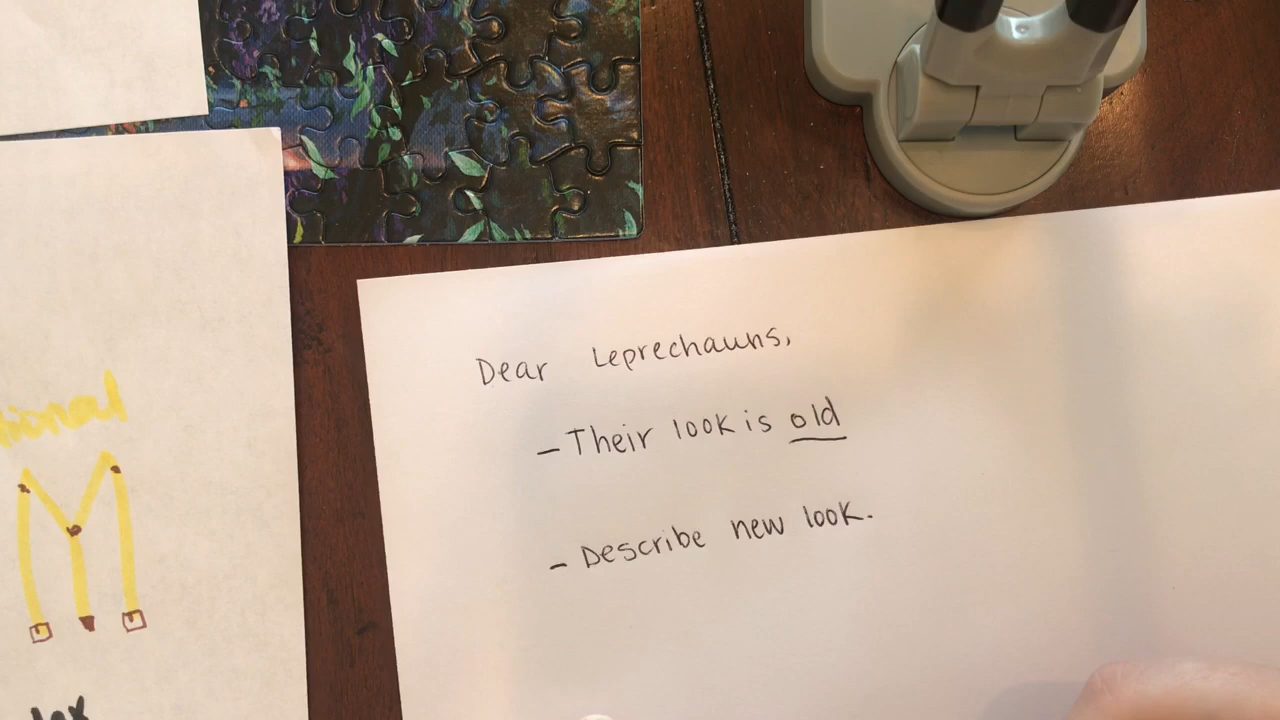 Dear Leprechauns,
- Their look is old
- Describe new look.